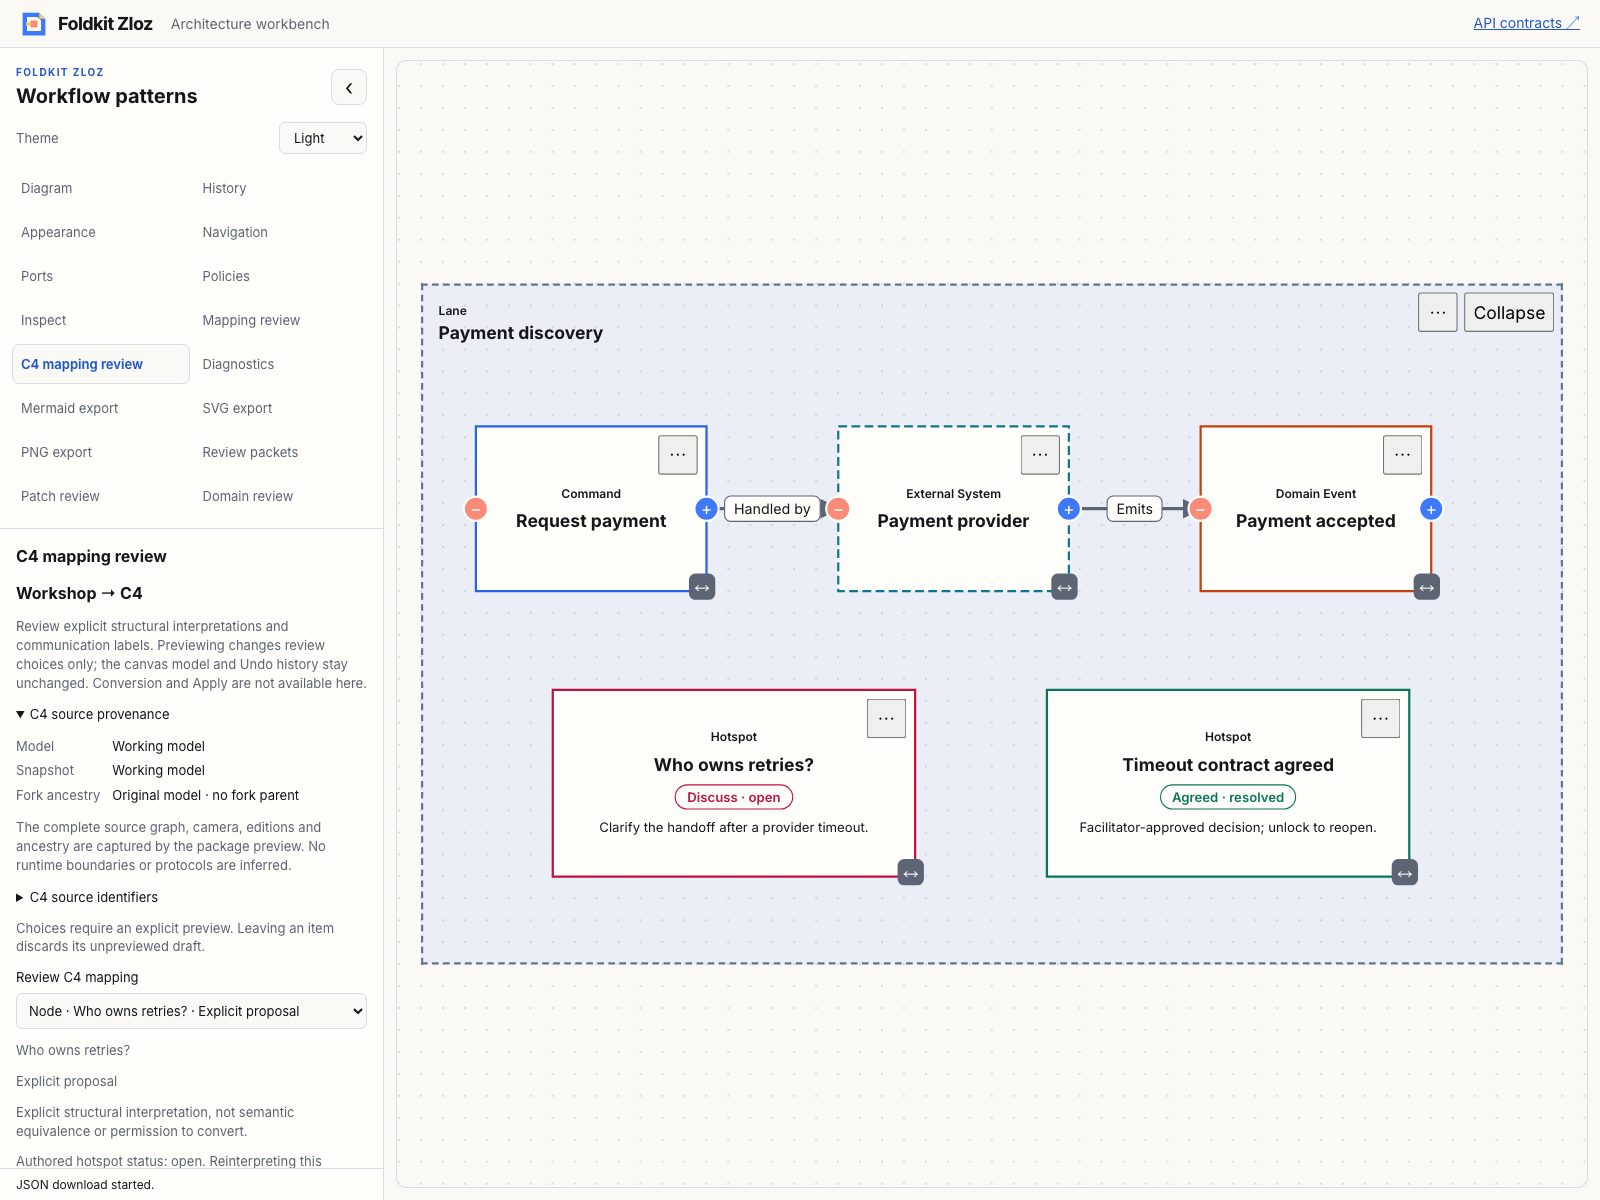 Foldkit Zloz
Architecture workbench
API contracts ↗
FOLDKIT ZLOZ
Workflow patterns
Theme
Light
Diagram
History
Appearance
Navigation
Ports
Policies
Inspect
Mapping review
C4 mapping review
Diagnostics
Mermaid export
SVG export
PNG export
Review packets
Patch review
Domain review
C4 mapping review
Workshop → C4
Review explicit structural interpretations and
communication labels. Previewing changes review
choices only; the canvas model and Undo history stay
unchanged. Conversion and Apply are not available here.
▼ C4 source provenance
Model Working model
Snapshot Working model
Fork ancestry Original model · no fork parent
The complete source graph, camera, editions and
ancestry are captured by the package preview. No
runtime boundaries or protocols are inferred.
▶ C4 source identifiers
Choices require an explicit preview. Leaving an item
discards its unpreviewed draft.
Review C4 mapping
Node · Who owns retries? · Explicit proposal
Who owns retries?
Explicit proposal
Explicit structural interpretation, not semantic
equivalence or permission to convert.
Authored hotspot status: open. Reinterpreting this
JSON download started.
Lane
Payment discovery
...
Collapse
...
Command
Request payment
Handled by
...
External System
Payment provider
Emits
...
Domain Event
Payment accepted
...
Hotspot
Who owns retries?
Discuss · open
Clarify the handoff after a provider timeout.
...
Hotspot
Timeout contract agreed
Agreed · resolved
Facilitator-approved decision; unlock to reopen.